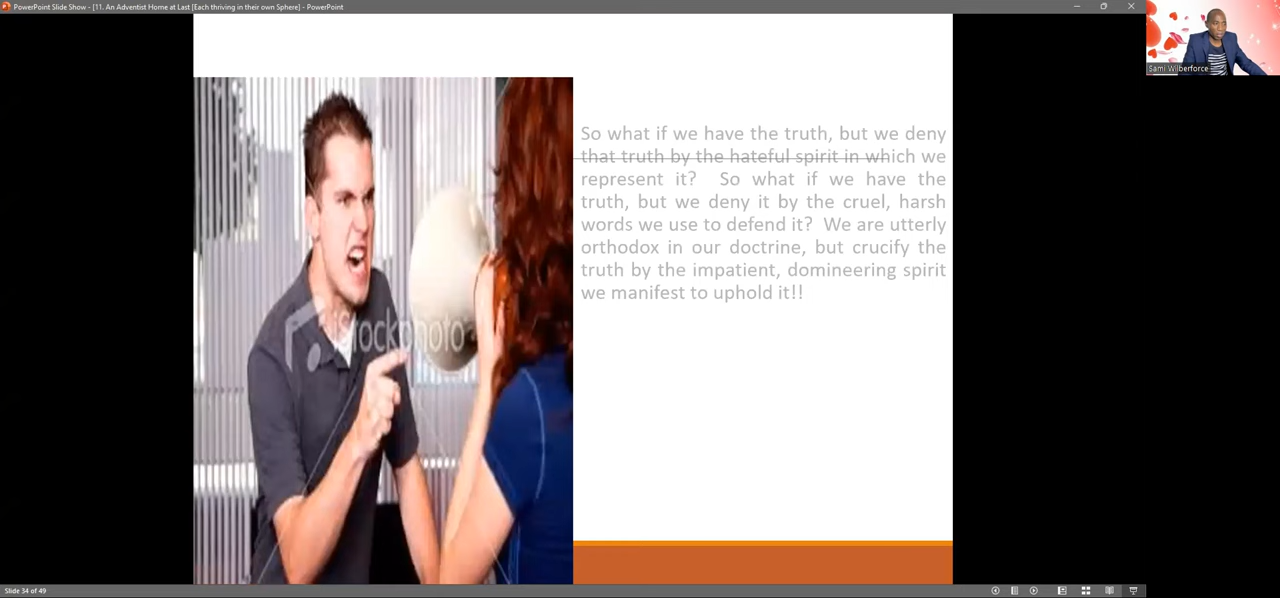 PowerPoint Slide Show - [11. An Adventist Home at Last [Each thriving in their own Sphere] - PowerPoint
Sami Wilberforce
So what if we have the truth, but we deny
that truth by the hateful spirit in which we
represent it? So what if we have the
truth, but we deny it by the cruel, harsh
words we use to defend it? We are utterly
orthodox in our doctrine, but crucify the
truth by the impatient, domineering spirit
we manifest to uphold it!!
iStockphoto
Slide 34 of 49